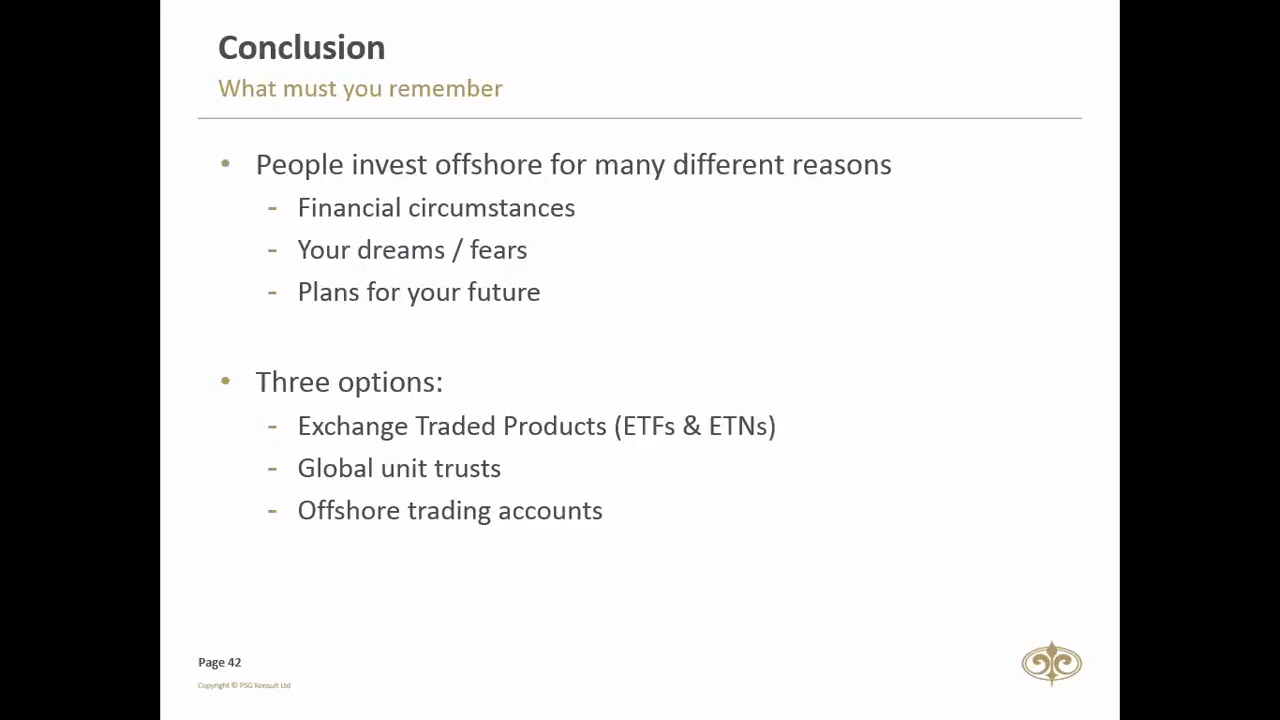 Conclusion
What must you remember
• People invest offshore for many different reasons
- Financial circumstances
- Your dreams / fears
- Plans for your future
• Three options:
- Exchange Traded Products (ETFs & ETNs)
- Global unit trusts
- Offshore trading accounts
Page 42
Copyright © PSG Konsult Ltd